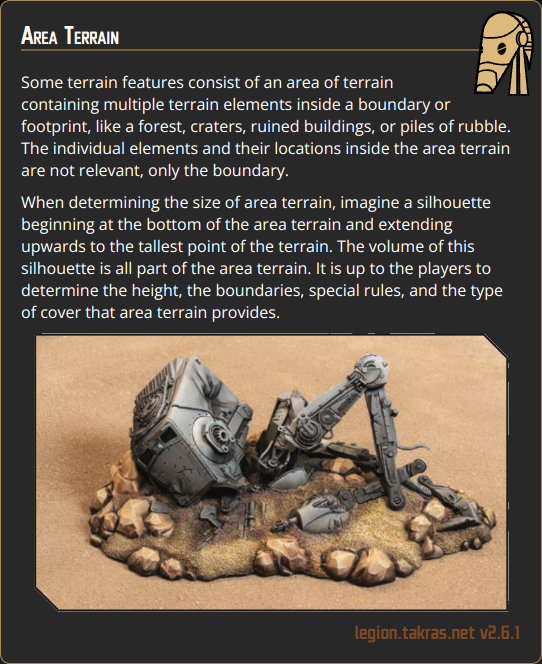 Area Terrain
Some terrain features consist of an area of terrain
containing multiple terrain elements inside a boundary or
footprint, like a forest, craters, ruined buildings, or piles of rubble.
The individual elements and their locations inside the area terrain
are not relevant, only the boundary.
When determining the size of area terrain, imagine a silhouette
beginning at the bottom of the area terrain and extending
upwards to the tallest point of the terrain. The volume of this
silhouette is all part of the area terrain. It is up to the players to
determine the height, the boundaries, special rules, and the type
of cover that area terrain provides.
legion.takras.net v2.6.1